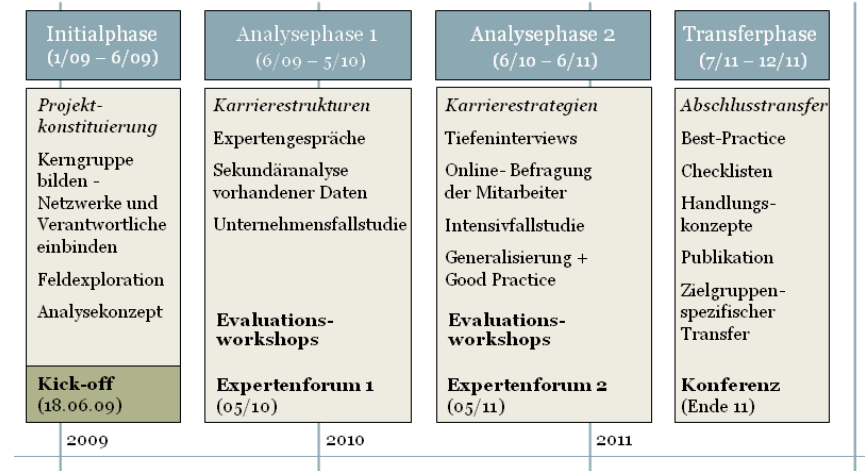 Initialphase
(1/09 – 6/09)
Projekt-
konstituierung
Kerngruppe
bilden -
Netzwerke und
Verantwortliche
einbinden
Feldexploration
Analysekonzept
Kick-off
(18.06.09)
Analysephase 1
(6/09 – 5/10)
Karrierestrukturen
Expertengespräche
Sekundäranalyse
vorhandener Daten
Unternehmensfallstudie
Evaluations-
workshops
Expertenforum 1
(05/10)
Analysephase 2
(6/10 – 6/11)
Karrierestrategien
Tiefeninterviews
Online- Befragung
der Mitarbeiter
Intensivfallstudie
Generalisierung +
Good Practice
Evaluations-
workshops
Expertenforum 2
(05/11)
Transferphase
(7/11 – 12/11)
Abschlusstransfer
Best-Practice
Checklisten
Handlungs-
konzepte
Publikation
Zielgruppen-
spezifischer
Transfer
Konferenz
(Ende 11)
2009
2010
2011